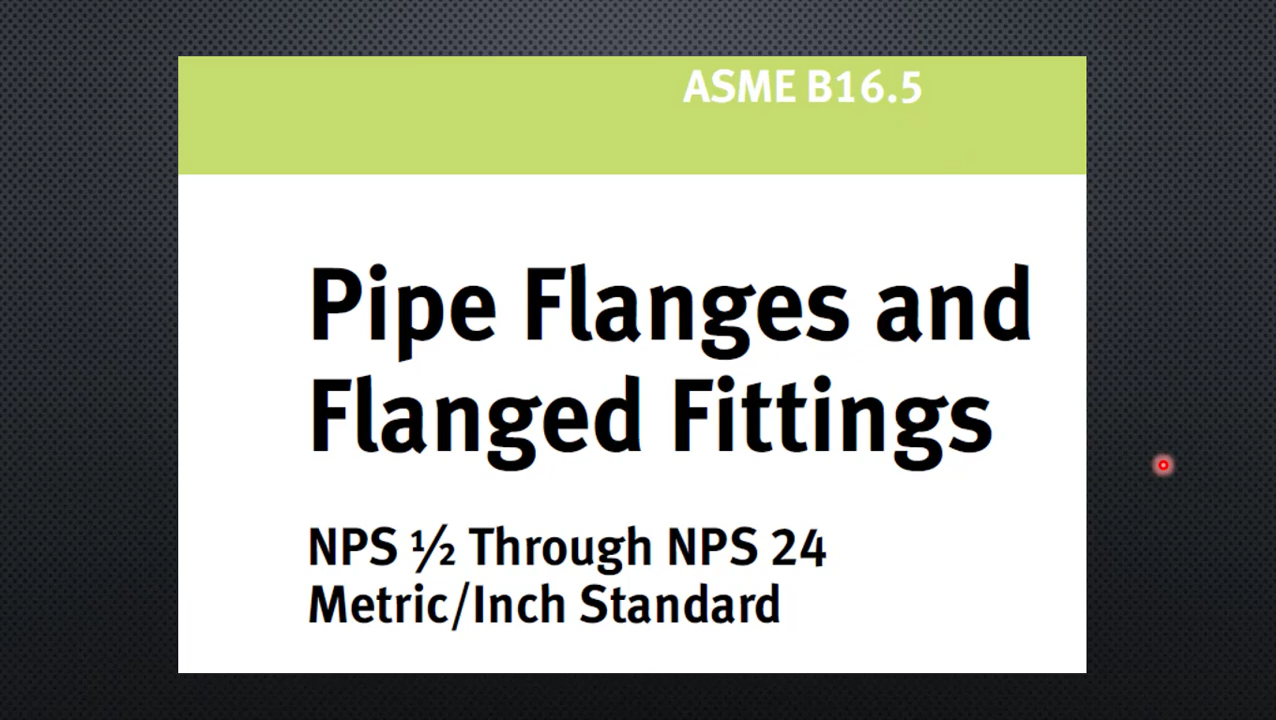 ASME B16.5
Pipe Flanges and
Flanged Fittings
NPS ½ Through NPS 24
Metric/Inch Standard